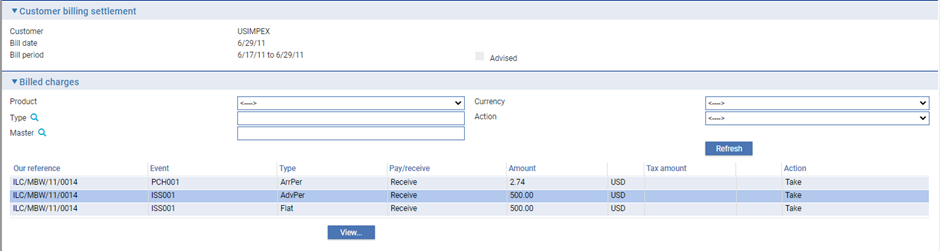 Customer billing settlement
Customer USIMPEX
Bill date 6/29/11
Bill period 6/17/11 to 6/29/11 Advised
Billed charges
Product <---> Currency <--->
Type Action <--->
Master
Refresh
Our reference Event Type Pay/receive Amount Tax amount Action
ILC/MBW/11/0014 PCH001 ArrPer Receive 2.74 USD Take
ILC/MBW/11/0014 ISS001 AdvPer Receive 500.00 USD Take
ILC/MBW/11/0014 ISS001 Flat Receive 500.00 USD Take
View...